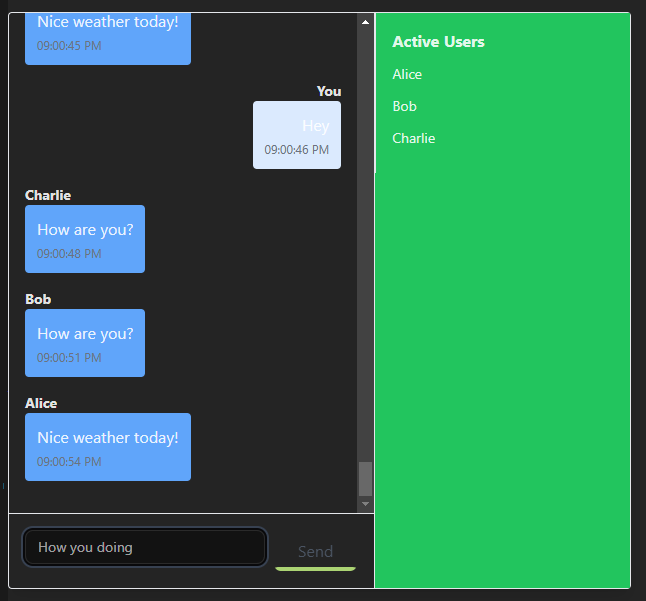 Nice weather today!
09:00:45 PM
You
Hey
09:00:46 PM
Charlie
How are you?
09:00:48 PM
Bob
How are you?
09:00:51 PM
Alice
Nice weather today!
09:00:54 PM
How you doing
Send
Active Users
Alice
Bob
Charlie